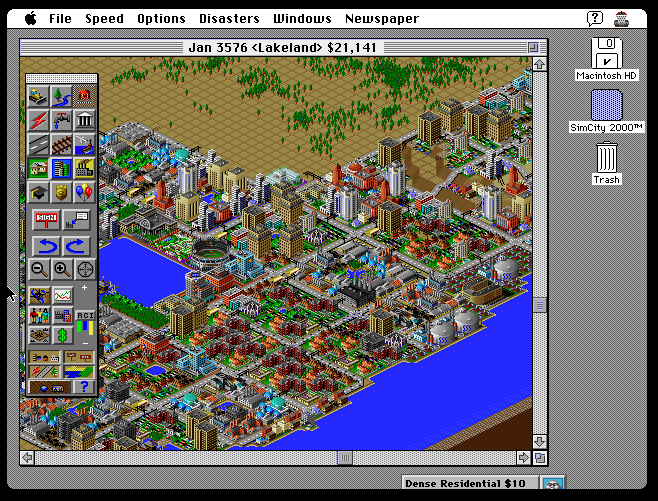 File Speed Options Disasters Windows Newspaper
Jan 3576 <Lakeland> $21,141
Macintosh HD
SimCity 2000™
Trash
SIGN
RCI
Dense Residential $10